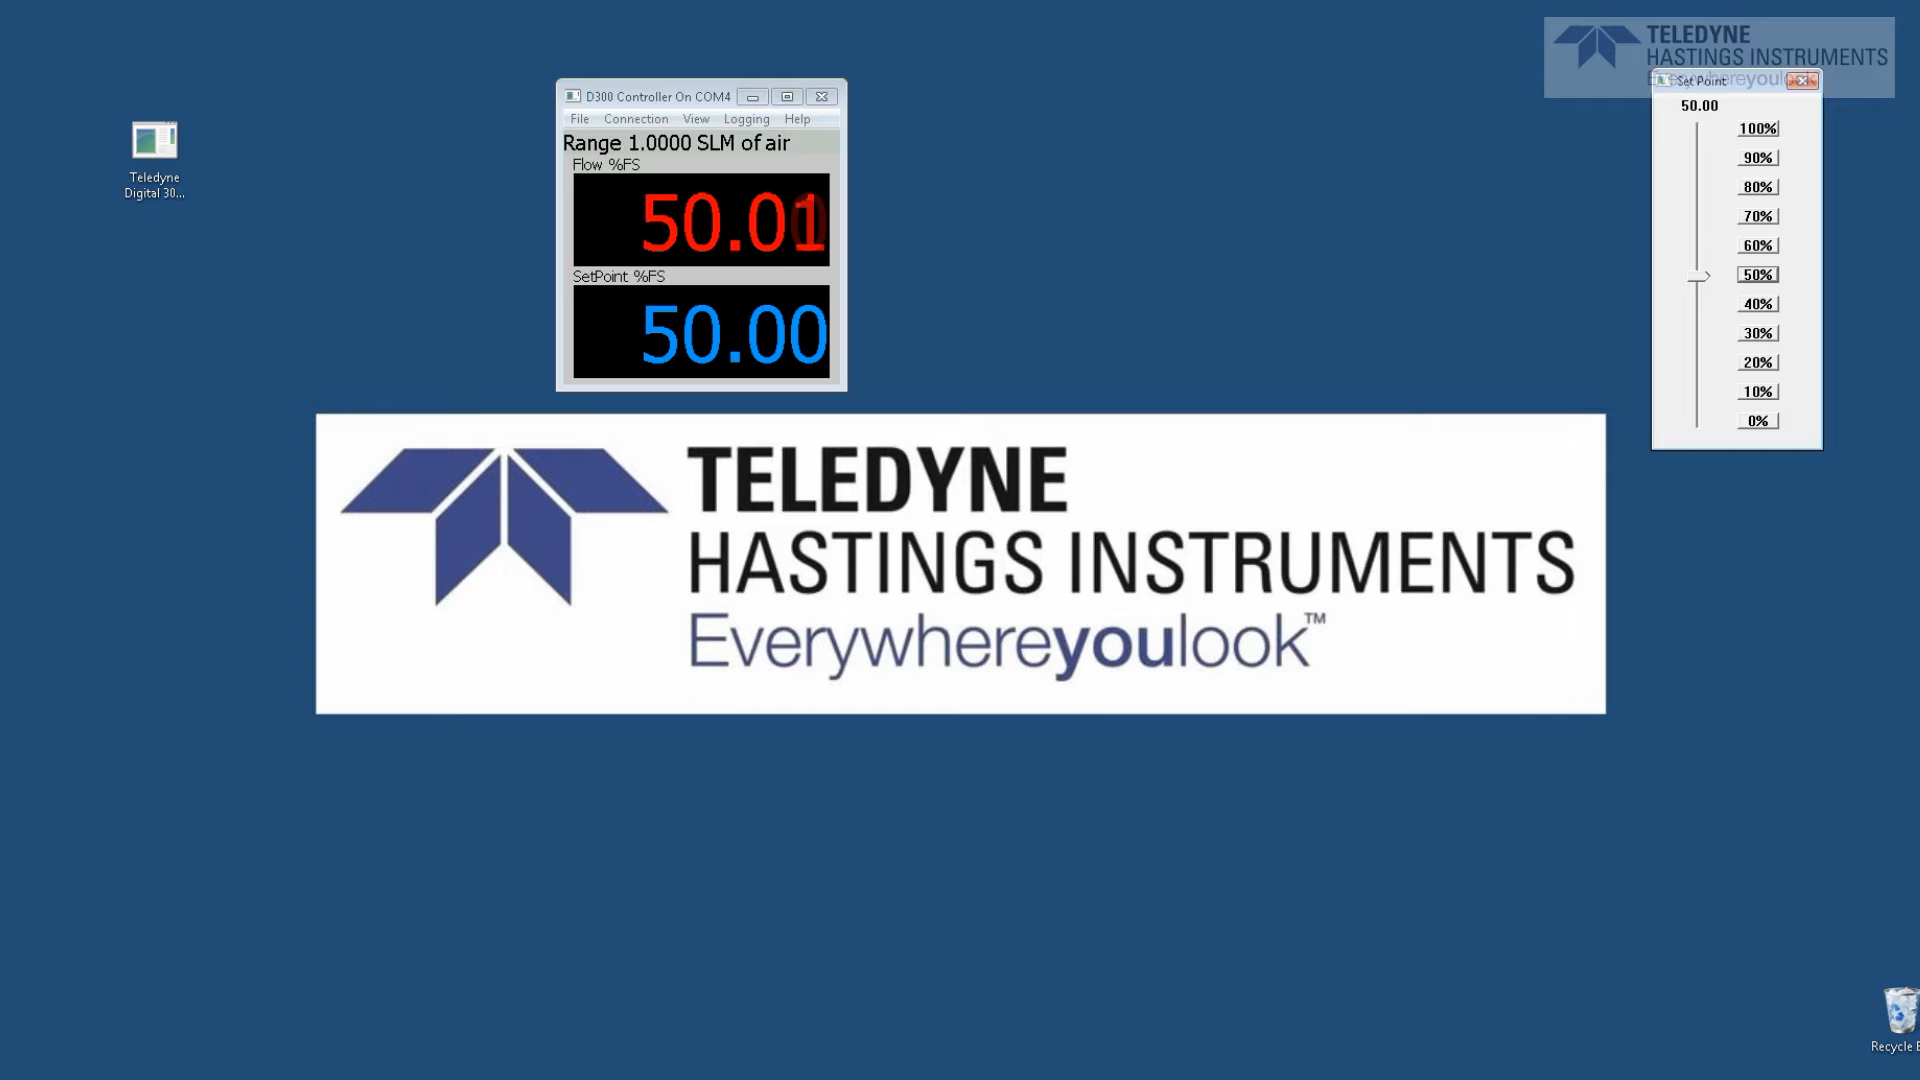 TELEDYNE
HASTINGS INSTRUMENTS
Teledyne
Digital 30...
D300 Controller On COM4
File Connection View Logging Help
Range 1.0000 SLM of air
Flow %FS
50.01
SetPoint %FS
50.00
Set Point
50.00
100%
90%
80%
70%
60%
50%
40%
30%
20%
10%
0%
TELEDYNE
HASTINGS INSTRUMENTS
Everywhereyoulook™
Recycle